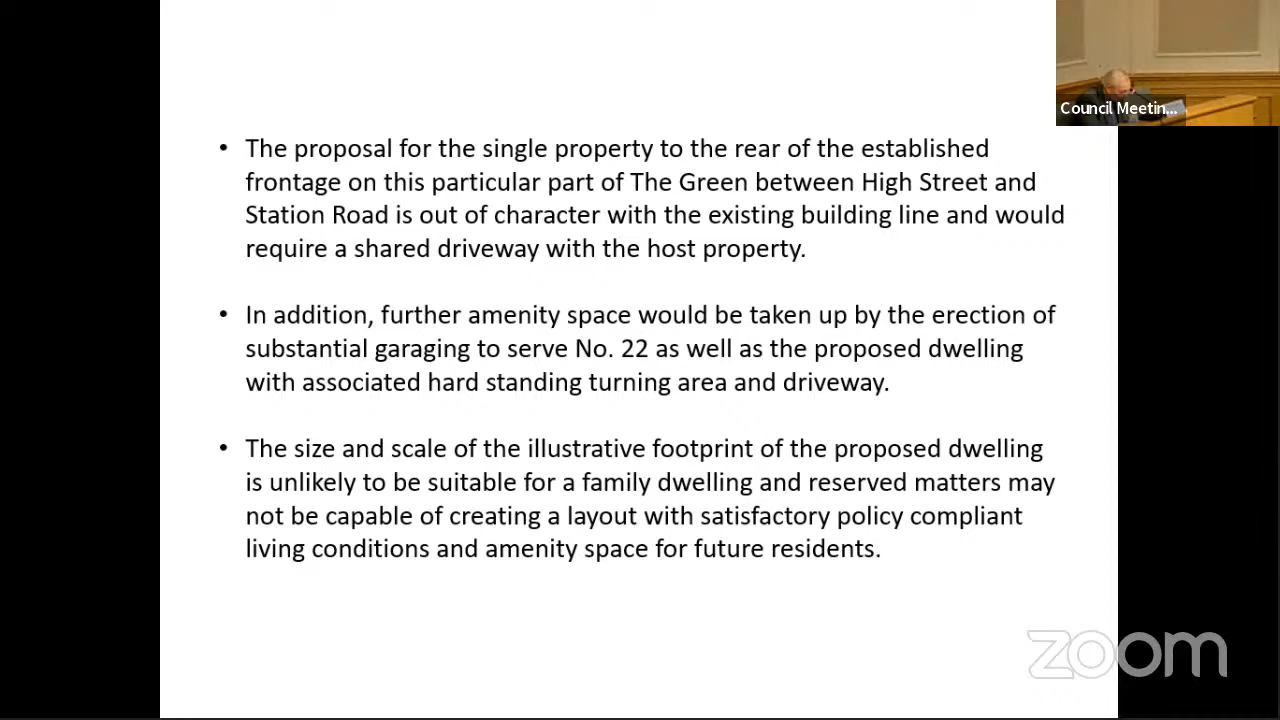 Council Meetin...
• The proposal for the single property to the rear of the established
frontage on this particular part of The Green between High Street and
Station Road is out of character with the existing building line and would
require a shared driveway with the host property.
• In addition, further amenity space would be taken up by the erection of
substantial garaging to serve No. 22 as well as the proposed dwelling
with associated hard standing turning area and driveway.
• The size and scale of the illustrative footprint of the proposed dwelling
is unlikely to be suitable for a family dwelling and reserved matters may
not be capable of creating a layout with satisfactory policy compliant
living conditions and amenity space for future residents.
zoom